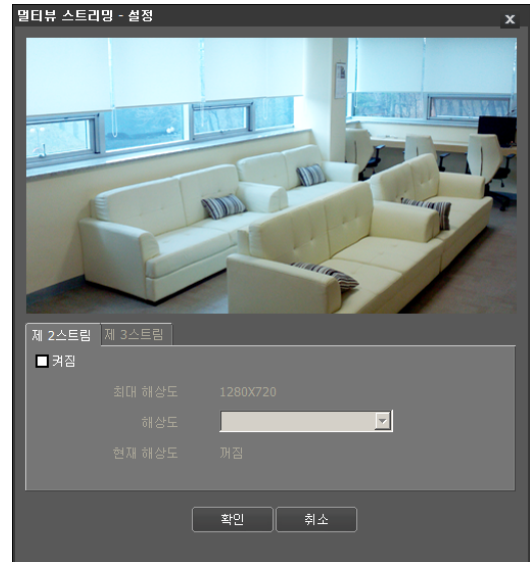 멀티뷰 스트리밍 - 설정 x
제 2스트림 제 3스트림
켜짐
최대 해상도 1280X720
해상도
현재 해상도 꺼짐
확인 취소